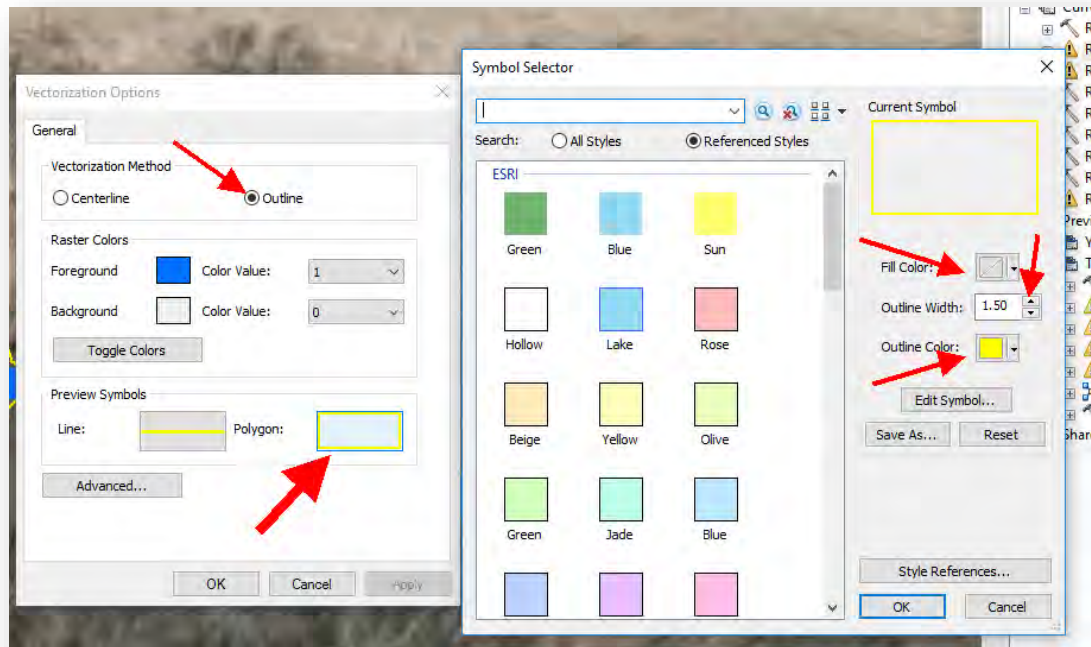 Vectorization Options
General
Vectorization Method
Centerline
Outline
Raster Colors
Foreground
Color Value:
1
Background
Color Value:
0
Toggle Colors
Preview Symbols
Line:
Polygon:
Advanced...
OK
Cancel
Apply
Symbol Selector
Search:
All Styles
Referenced Styles
ESRI
Green
Blue
Sun
Hollow
Lake
Rose
Beige
Yellow
Olive
Green
Jade
Blue
Current Symbol
Fill Color:
Outline Width:
1.50
Outline Color:
Edit Symbol...
Save As...
Reset
Style References...
OK
Cancel